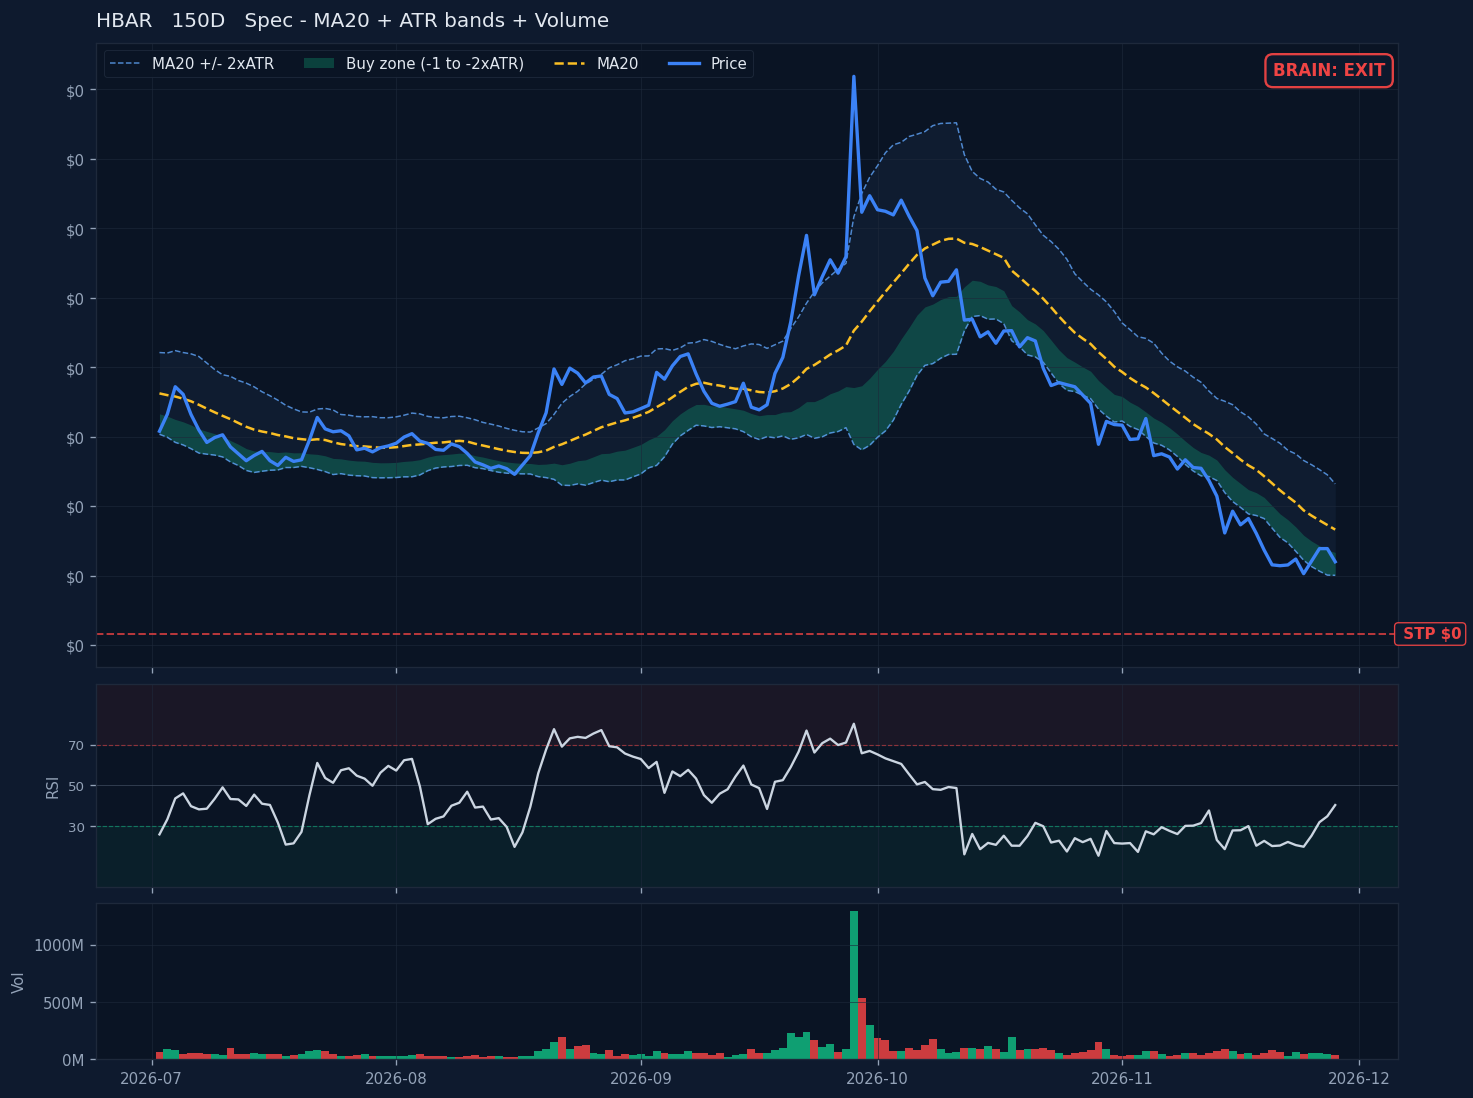 HBAR   150D   Spec - MA20 + ATR bands + Volume
MA20 +/- 2xATR
Buy zone (-1 to -2xATR)
MA20
Price
BRAIN: EXIT
$0
$0
$0
$0
$0
$0
$0
$0
$0
STP $0
RSI
70
50
30
Vol
1000M
500M
0M
2026-07
2026-08
2026-09
2026-10
2026-11
2026-12